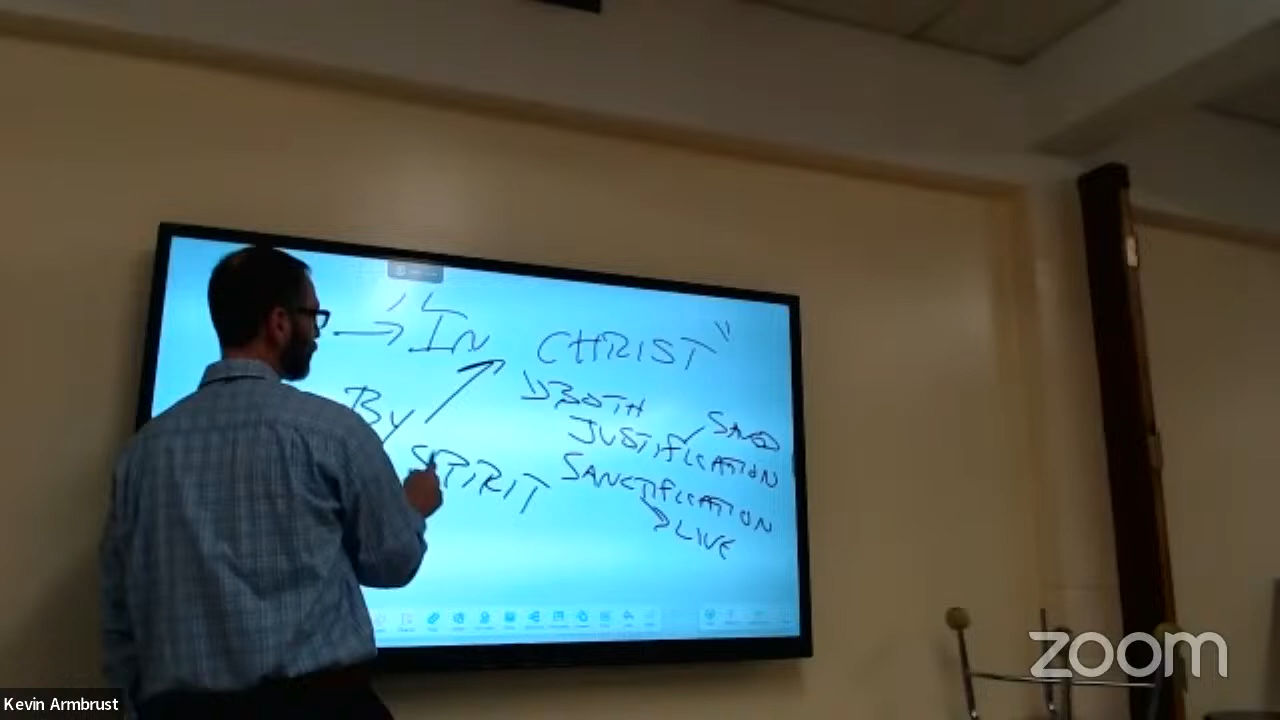 → "IN CHRIST"
BOTH
SAVED
By JUSTIFICATION
SPIRIT SANCTIFICATION
LIVE
zoom
Kevin Armbrust